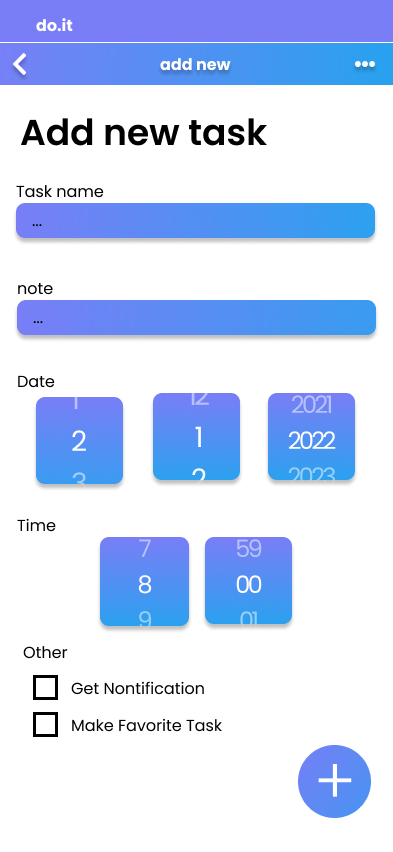 do.it
add new
Add new task
Task name
...
note
...
Date
1 12 2021
2 1 2022
3 2 2023
Time
7 59
8 00
9 01
Other
Get Nontification
Make Favorite Task